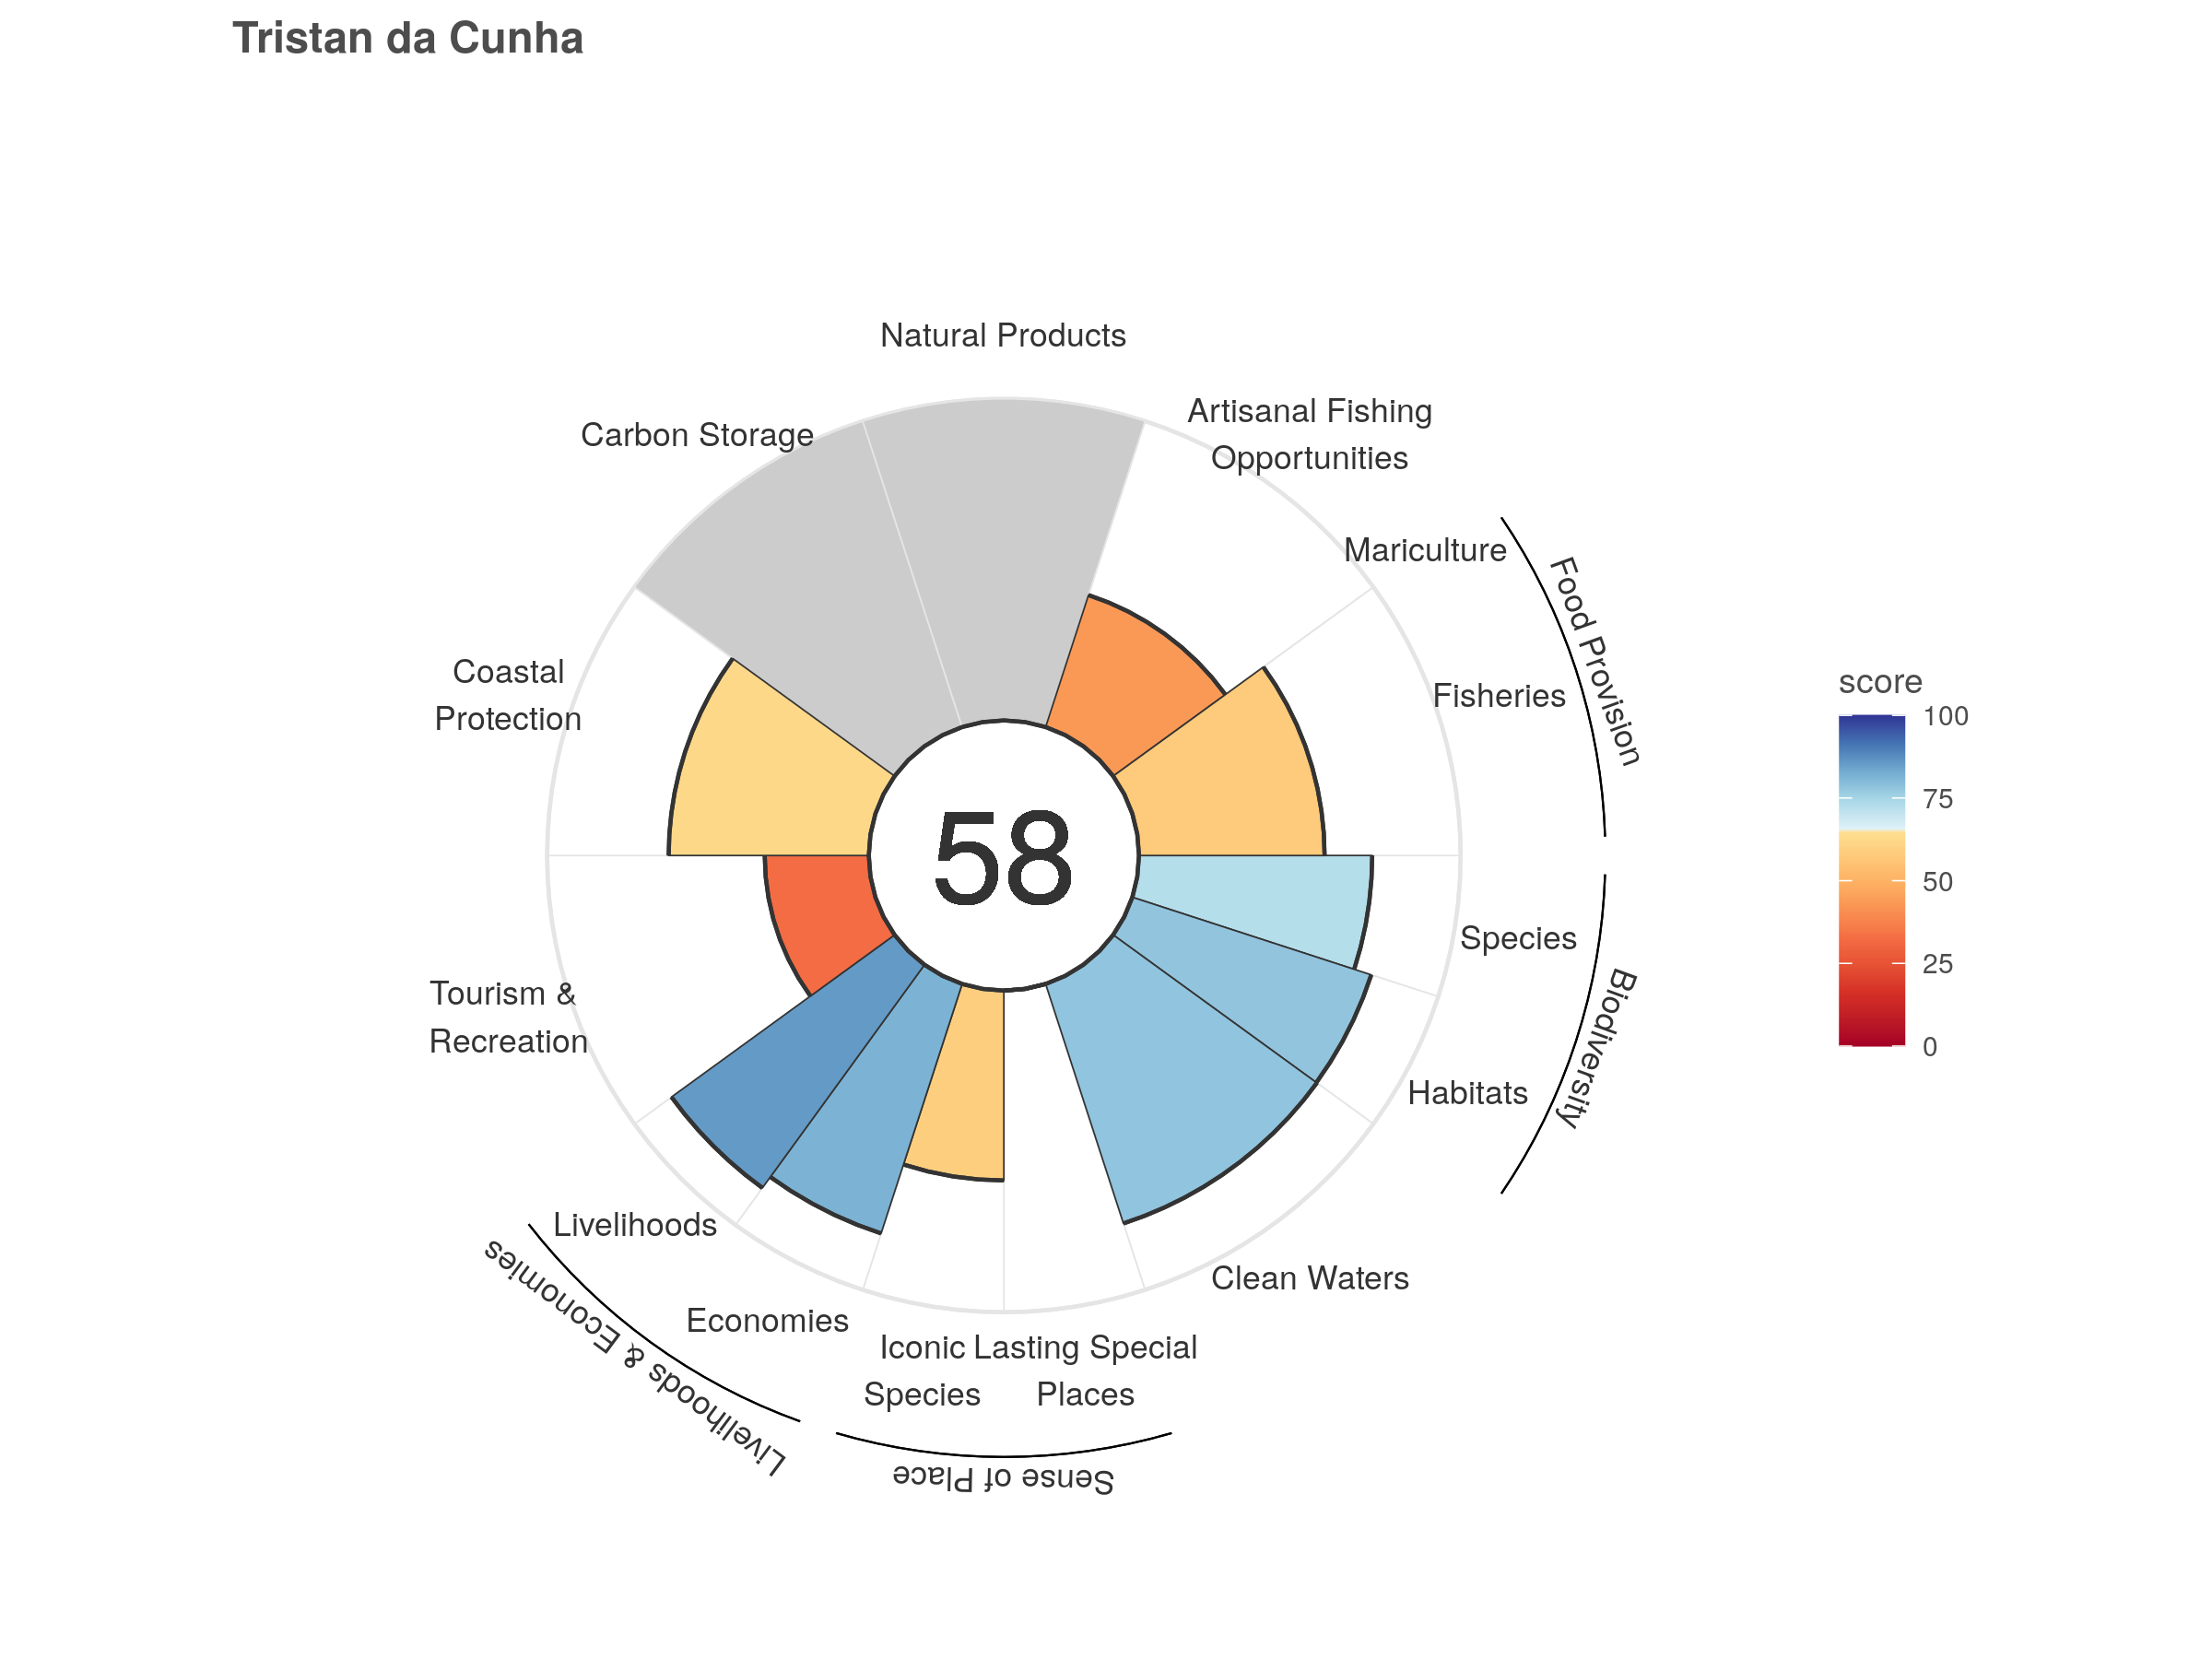 Tristan da Cunha
Natural Products
Artisanal Fishing
Opportunities
Carbon Storage
Mariculture
Food Provision
Coastal
Protection
Fisheries
58
Species
Biodiversity
Tourism &
Recreation
Habitats
Livelihoods
Clean Waters
Economies
Livelihoods & Economies
Iconic
Species
Lasting Special
Places
Sense of Place
score
100
75
50
25
0